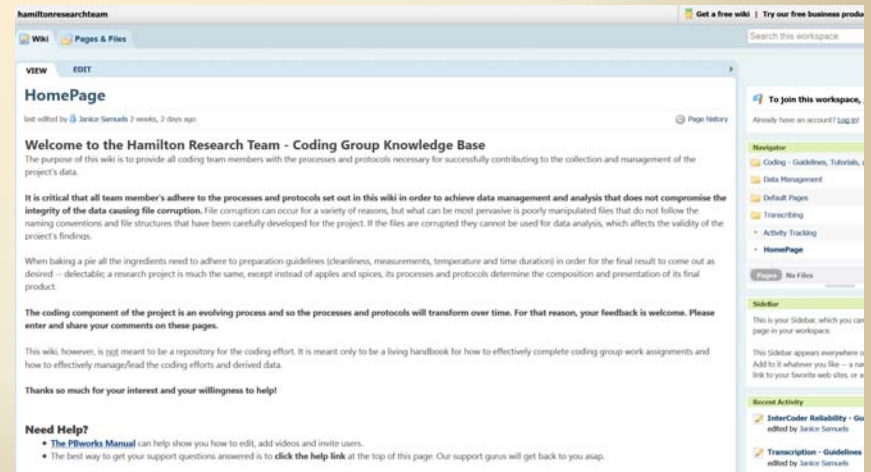 hamiltonresearchteam
Get a free wiki | Try our free business produ
Wiki
Pages & Files
Search this workspace
VIEW
EDIT
HomePage
To join this workspace,
last edited by Janice Samuels 2 weeks, 2 days ago
Page history
Already have an account? Log in!
Welcome to the Hamilton Research Team - Coding Group Knowledge Base
The purpose of this wiki is to provide all coding team members with the processes and protocols necessary for successfully contributing to the collection and management of the
project's data.
It is critical that all team member's adhere to the processes and protocols set out in this wiki in order to achieve data management and analysis that does not compromise the
integrity of the data causing file corruption. File corruption can occur for a variety of reasons, but what can be most pervasive is poorly manipulated files that do not follow the
naming conventions and file structures that have been carefully developed for the project. If the files are corrupted they cannot be used for data analysis, which affects the validity of the
project's findings.
When baking a pie all the ingredients need to adhere to preparation guidelines (cleanliness, measurements, temperature and time duration) in order for the final result to come out as
desired -- delectable; a research project is much the same, except instead of apples and spices, its processes and protocols determine the composition and presentation of its final
product.
The coding component of the project is an evolving process and so the processes and protocols will transform over time. For that reason, your feedback is welcome. Please
enter and share your comments on these pages.
This wiki, however, is not meant to be a repository for the coding effort. It is meant only to be a living handbook for how to effectively complete coding group work assignments and
how to effectively manage/lead the coding efforts and derived data.
Thanks so much for your interest and your willingness to help!
Need Help?
• The PBworks Manual can help show you how to edit, add videos and invite users.
• The best way to get your support questions answered is to click the help link at the top of this page. Our support gurus will get back to you asap.
Navigator
Coding - Guidelines, Tutorials,
Data Management
Default Pages
Transcribing
Activity Tracking
HomePage
Pages No Files
SideBar
This is your Sidebar, which you can
page in your workspace.
This Sidebar appears everywhere o
Add to it whatever you like -- a na
link to your favorite web sites, or a
Recent Activity
InterCoder Reliability - Gu
edited by Janice Samuels
Transcription - Guidelines
edited by Janice Samuels